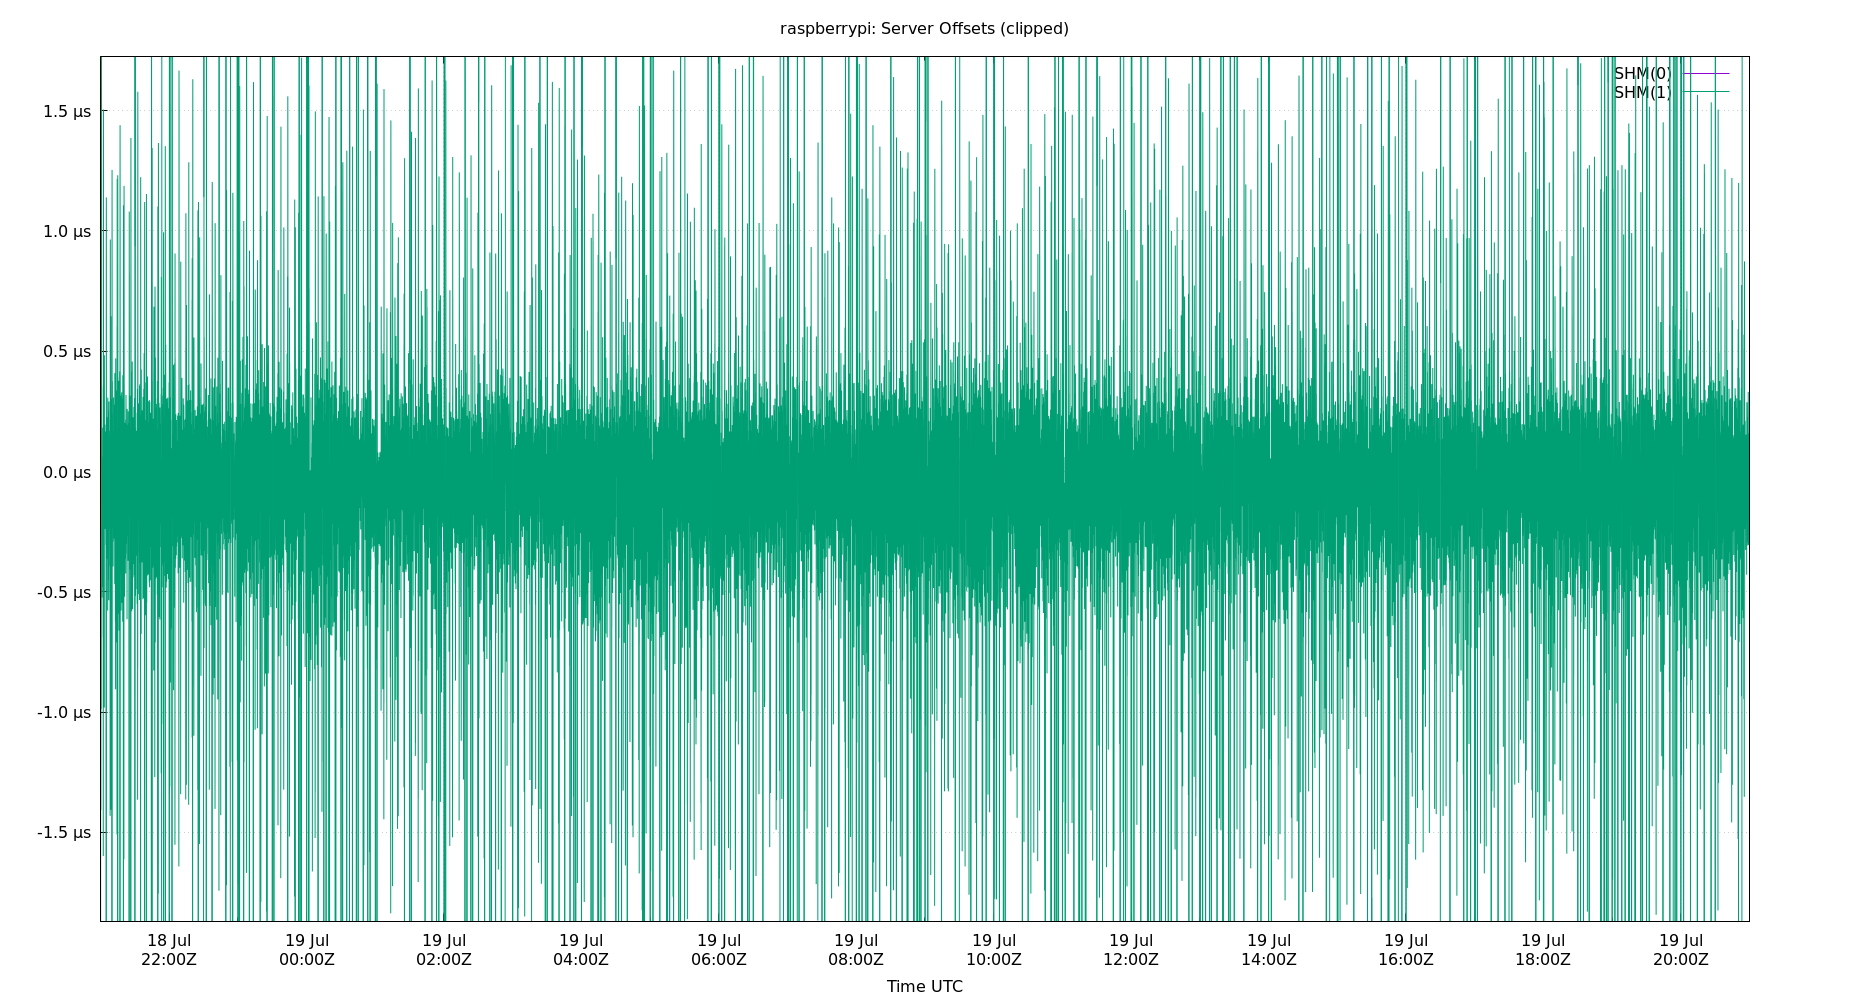 raspberrypi: Server Offsets (clipped)
SHM(0)
SHM(1)
1.5 µs
1.0 µs
0.5 µs
0.0 µs
-0.5 µs
-1.0 µs
-1.5 µs
18 Jul 19 Jul 19 Jul 19 Jul 19 Jul 19 Jul 19 Jul 19 Jul 19 Jul 19 Jul 19 Jul 19 Jul
22:00Z 00:00Z 02:00Z 04:00Z 06:00Z 08:00Z 10:00Z 12:00Z 14:00Z 16:00Z 18:00Z 20:00Z
Time UTC